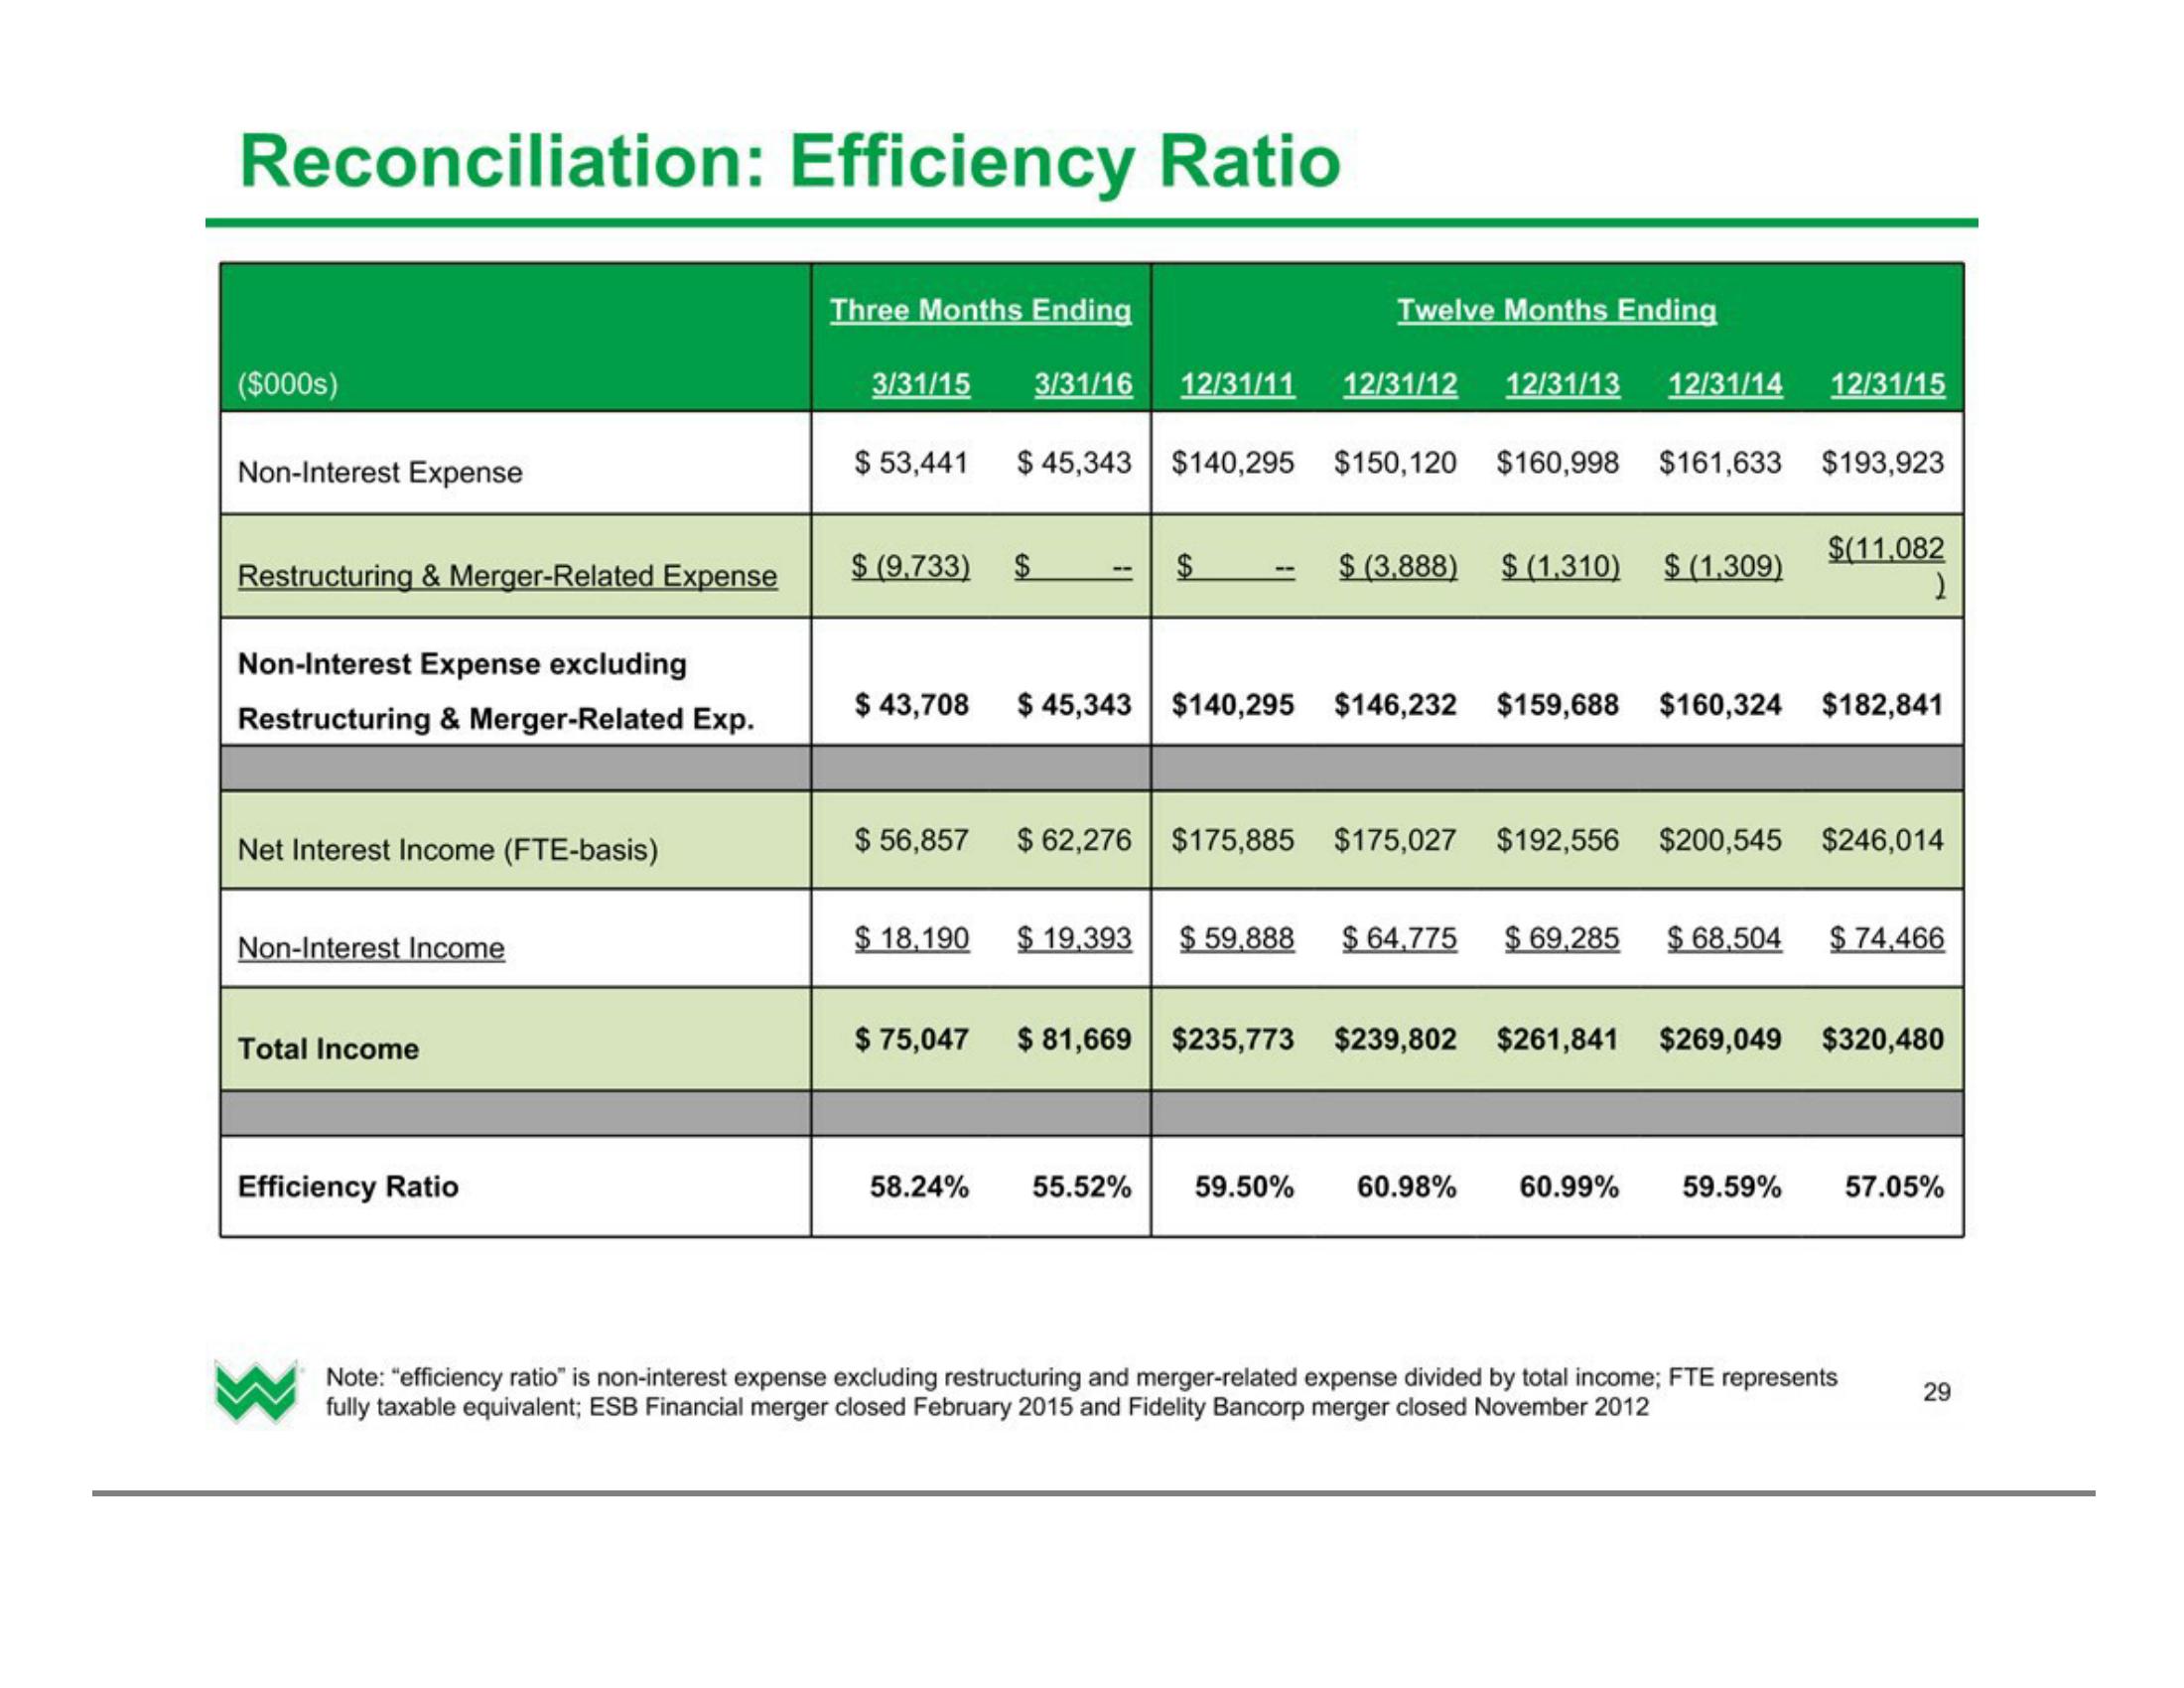 Reconciliation: Efficiency Ratio
Three Months Ending Twelve Months Ending
($000s) 3/31/15 3/31/16 12/31/11 12/31/12 12/31/13 12/31/14 12/31/15
Non-Interest Expense $ 53,441 $ 45,343 $140,295 $150,120 $160,998 $161,633 $193,923
Restructuring & Merger-Related Expense $ (9,733) $ -- $ -- $ (3,888) $ (1,310) $ (1,309) $(11,082
)
Non-Interest Expense excluding
Restructuring & Merger-Related Exp. $ 43,708 $ 45,343 $140,295 $146,232 $159,688 $160,324 $182,841
Net Interest Income (FTE-basis) $ 56,857 $ 62,276 $175,885 $175,027 $192,556 $200,545 $246,014
Non-Interest Income $ 18,190 $ 19,393 $ 59,888 $ 64,775 $ 69,285 $ 68,504 $ 74,466
Total Income $ 75,047 $ 81,669 $235,773 $239,802 $261,841 $269,049 $320,480
Efficiency Ratio 58.24% 55.52% 59.50% 60.98% 60.99% 59.59% 57.05%
Note: “efficiency ratio” is non-interest expense excluding restructuring and merger-related expense divided by total income; FTE represents
fully taxable equivalent; ESB Financial merger closed February 2015 and Fidelity Bancorp merger closed November 2012
29